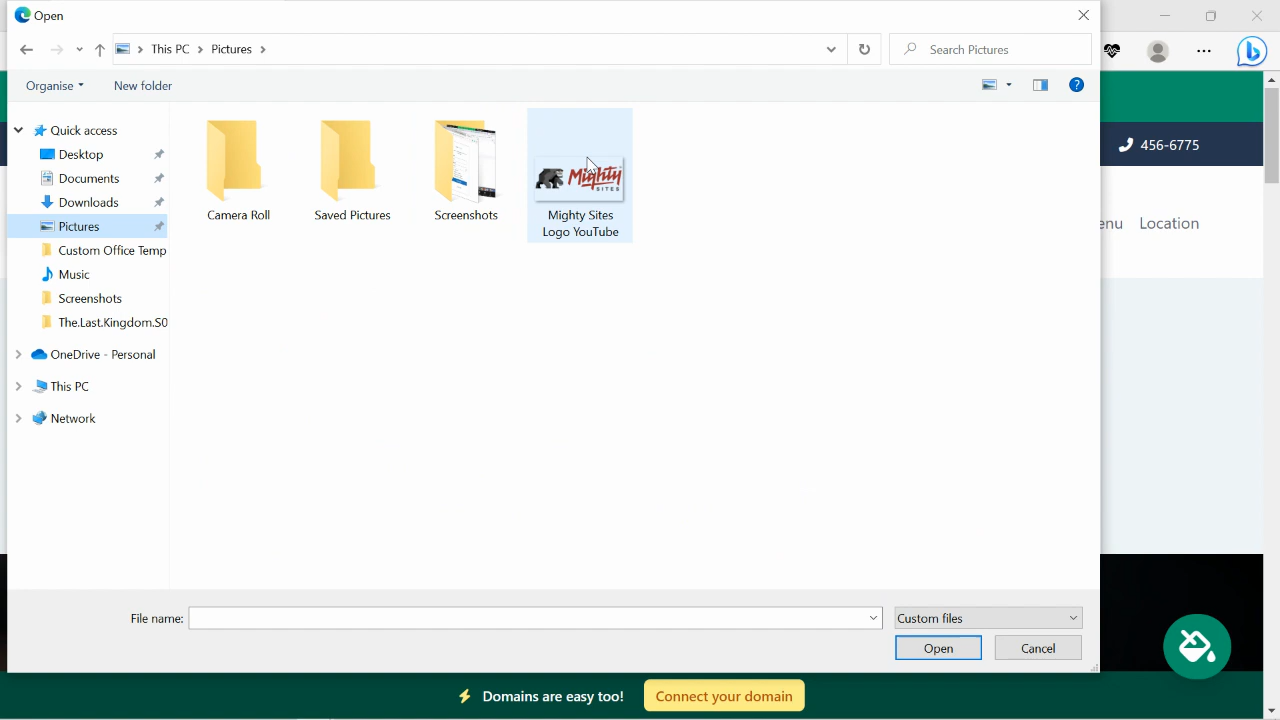 Open
This PC
Pictures
Search Pictures
Organise
New folder
Quick access
Desktop
Documents
Downloads
Pictures
Custom Office Temp
Music
Screenshots
The.Last.Kingdom.S0
OneDrive - Personal
This PC
Network
Camera Roll
Saved Pictures
Screenshots
Mighty
SITES
Mighty Sites
Logo YouTube
456-6775
enu
Location
File name:
Custom files
Open
Cancel
Domains are easy too!
Connect your domain